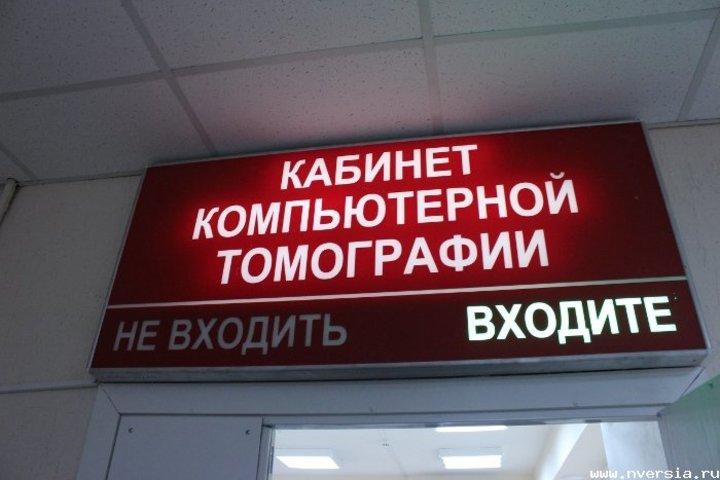 КАБИНЕТ
КОМПЬЮТЕРНОЙ
ТОМОГРАФИИ
НЕ ВХОДИТЬ ВХОДИТЕ
www.nversia.ru